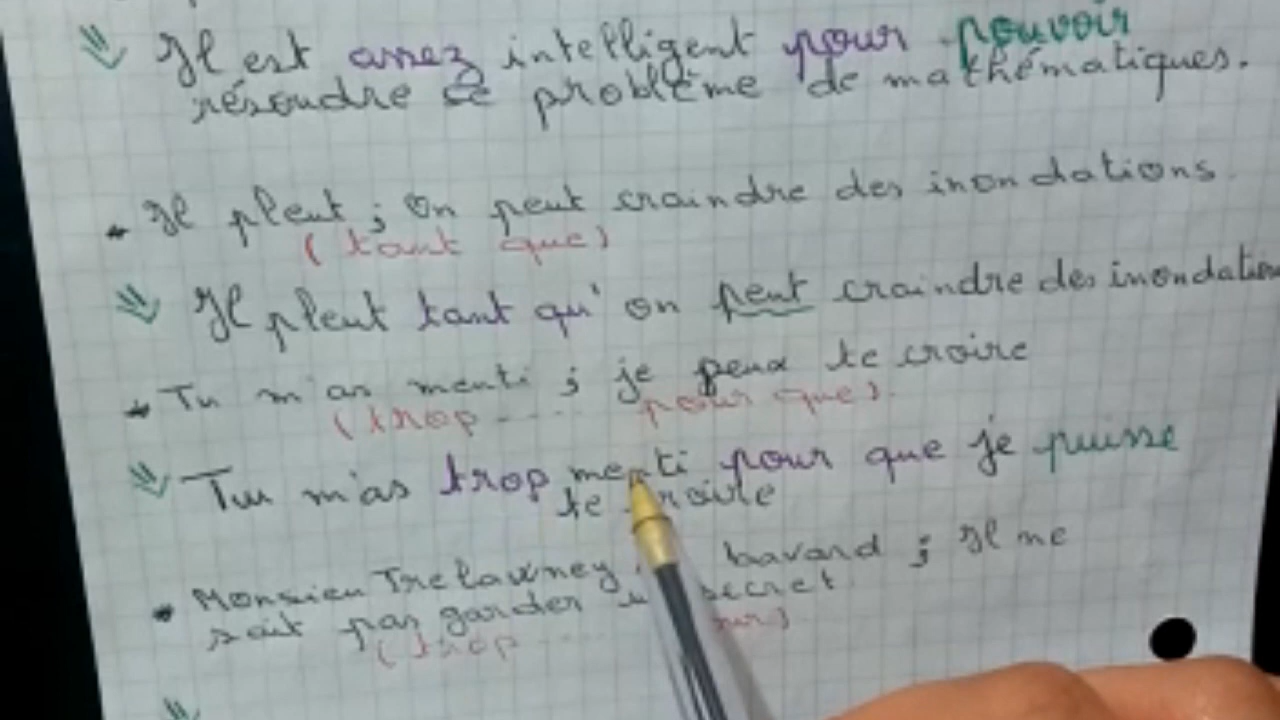 Il est assez intelligent pour pouvoir
résoudre ce problème de mathématiques.
Il pleut ; On peut craindre des inondations.
(tant que)
Il pleut tant qu'on peut craindre des inondation
Tu m'as menti ; je peux te croire
(trop .... pour que)
Tu m'as trop menti pour que je puisse
te croire
Monsieur Trelawney bavard ; Il me
sait pas garder secret
(trop ....